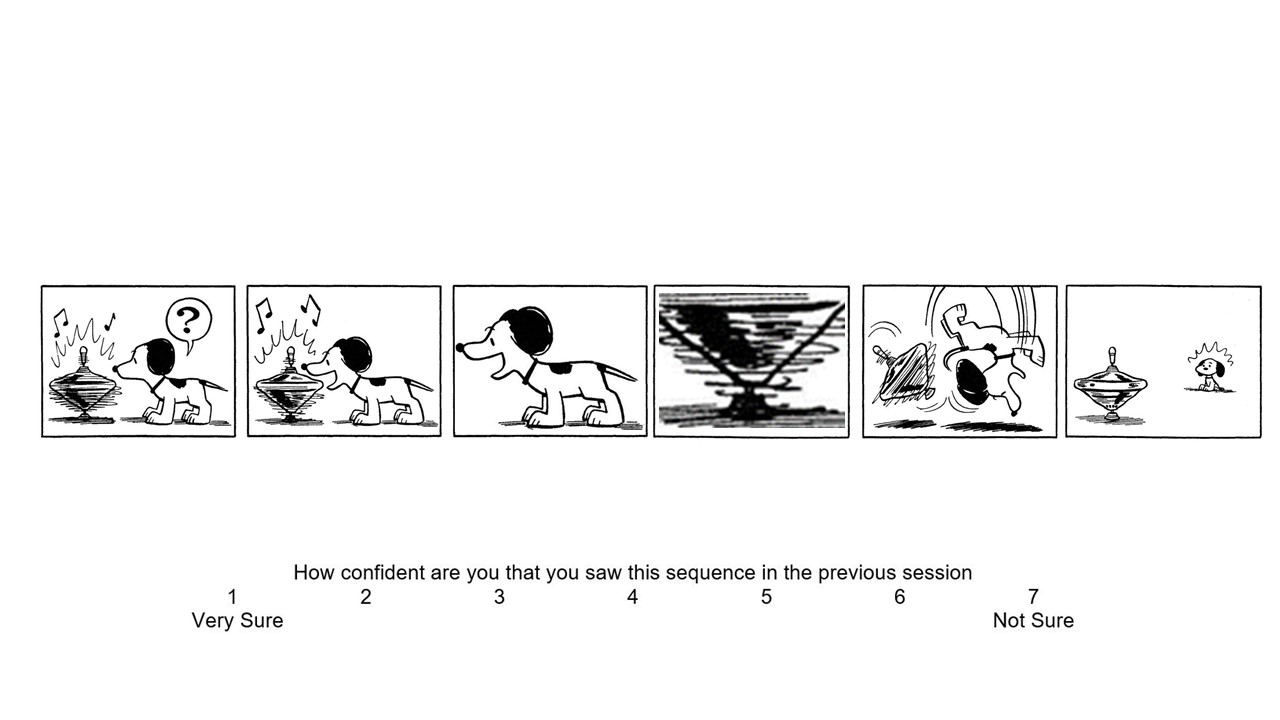 ?
How confident are you that you saw this sequence in the previous session
1 2 3 4 5 6 7
Very Sure Not Sure